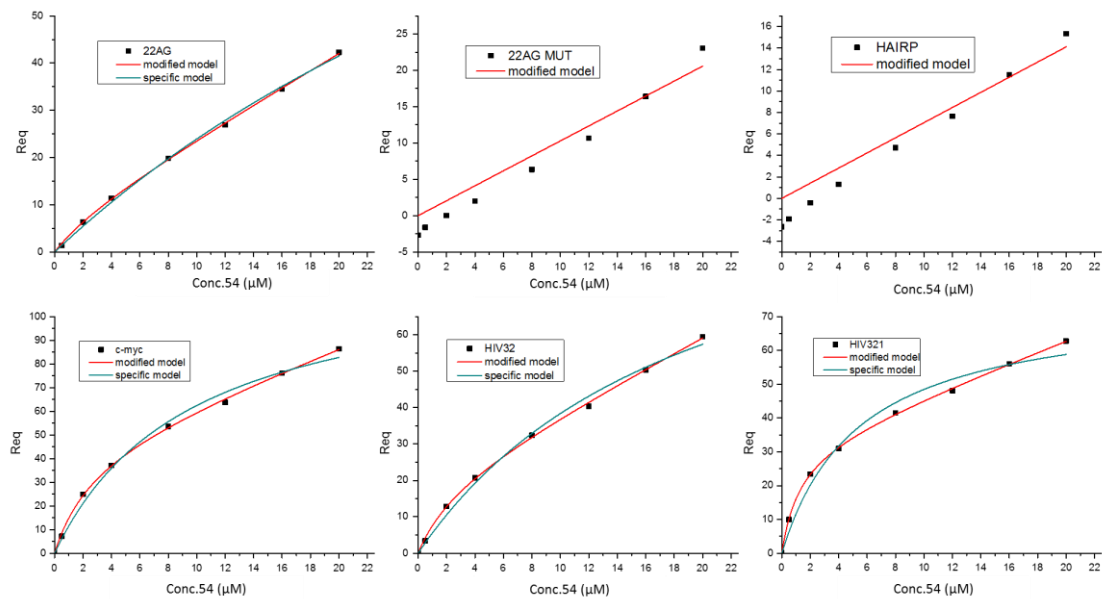 50
40
30
20
10
0
Req
22AG
modified model
specific model
0 2 4 6 8 10 12 14 16 18 20 22
Conc.54 (µM)
25
20
15
10
5
0
-5
Req
22AG MUT
modified model
0 2 4 6 8 10 12 14 16 18 20 22
Conc.54 (µM)
16
14
12
10
8
6
4
2
0
-2
-4
Req
HAIRP
modified model
0 2 4 6 8 10 12 14 16 18 20 22
Conc.54 (µM)
100
90
80
70
60
50
40
30
20
10
0
Req
c-myc
modified model
specific model
0 2 4 6 8 10 12 14 16 18 20 22
Conc.54 (µM)
60
50
40
30
20
10
0
Req
HIV32
modified model
specific model
0 2 4 6 8 10 12 14 16 18 20 22
Conc.54 (µM)
70
60
50
40
30
20
10
0
Req
HIV321
modified model
specific model
0 2 4 6 8 10 12 14 16 18 20 22
Conc.54 (µM)